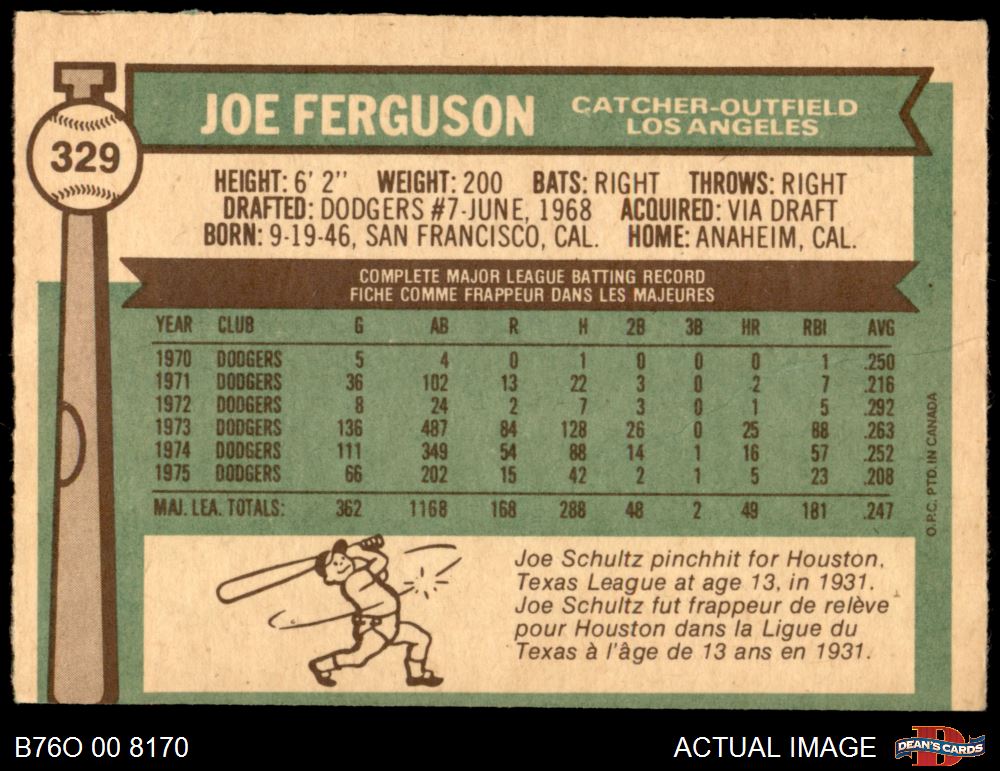 JOE FERGUSON
CATCHER-OUTFIELD
LOS ANGELES
329
HEIGHT: 6' 2" WEIGHT: 200 BATS: RIGHT THROWS: RIGHT
DRAFTED: DODGERS #7-JUNE, 1968 ACQUIRED: VIA DRAFT
BORN: 9-19-46, SAN FRANCISCO, CAL. HOME: ANAHEIM, CAL.
COMPLETE MAJOR LEAGUE BATTING RECORD
FICHE COMME FRAPPEUR DANS LES MAJEURES
YEAR CLUB G AB R H 2B 3B HR RBI AVG
1970 DODGERS 5 4 0 1 0 0 0 1 .250
1971 DODGERS 36 102 13 22 3 0 2 7 .216
1972 DODGERS 8 24 2 7 3 0 1 5 .292
1973 DODGERS 136 487 84 128 26 0 25 88 .263
1974 DODGERS 111 349 54 88 14 1 16 57 .252
1975 DODGERS 66 202 15 42 2 1 5 23 .208
MAJ. LEA. TOTALS: 362 1168 168 288 48 2 49 181 .247
O.P.C. PTD. IN CANADA
Joe Schultz pinchhit for Houston,
Texas League at age 13, in 1931.
Joe Schultz fut frappeur de relève
pour Houston dans la Ligue du
Texas à l'âge de 13 ans en 1931.
B76O 00 8170
ACTUAL IMAGE
DEAN'S CARDS